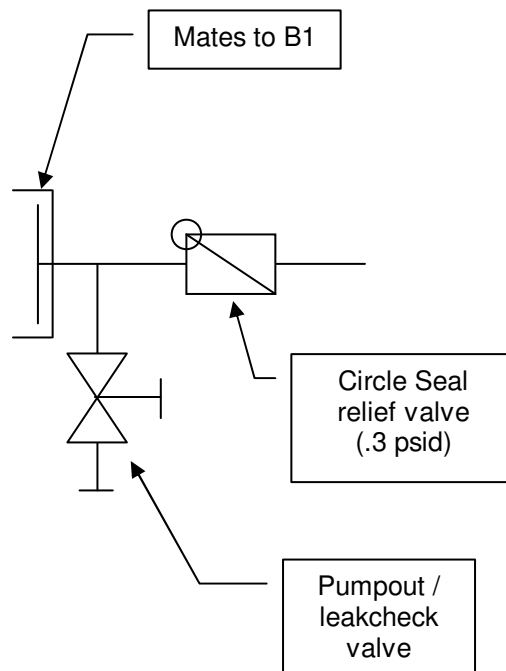 Mates to B1
Circle Seal
relief valve
(.3 psid)
Pumpout /
leakcheck
valve